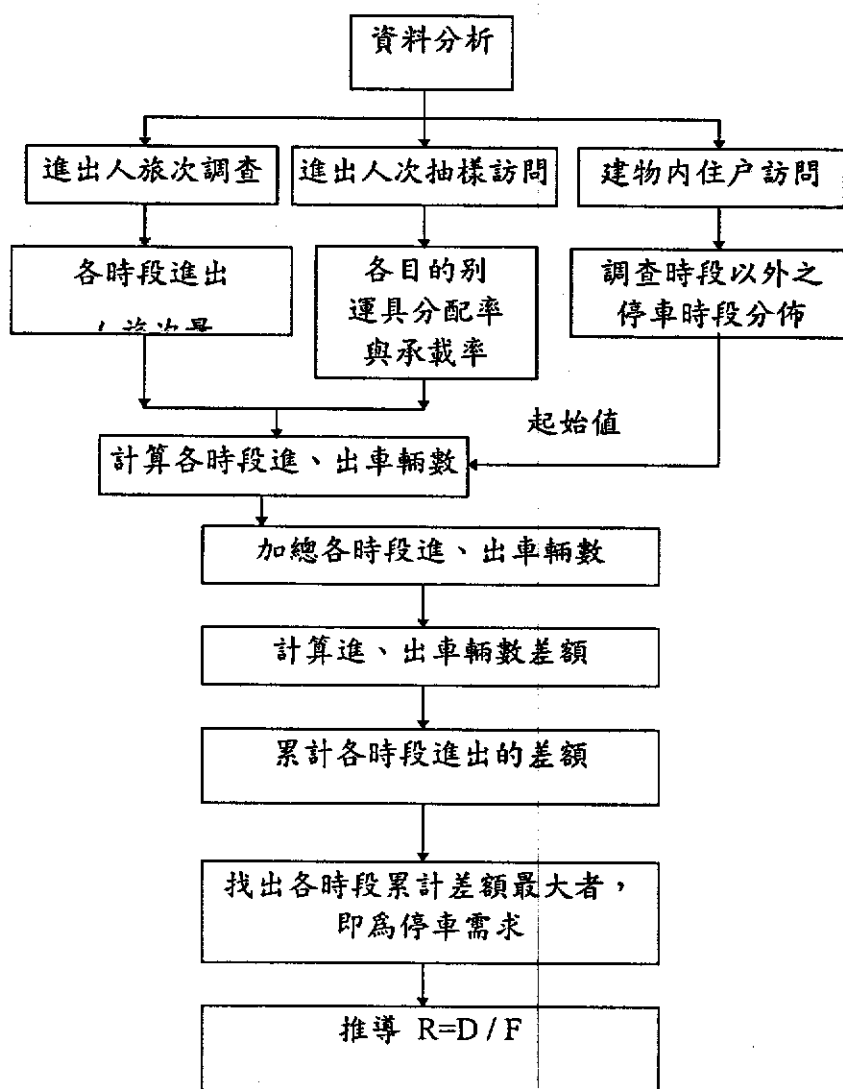 資料分析
進出人旅次調查
進出人次抽樣訪問
建物內住戶訪問
各時段進出
各目的別
運具分配率
與承載率
調查時段以外之
停車時段分佈
起始值
計算各時段進、出車輛數
加總各時段進、出車輛數
計算進、出車輛數差額
累計各時段進出的差額
找出各時段累計差額最大者，
即為停車需求
推導 R=D / F